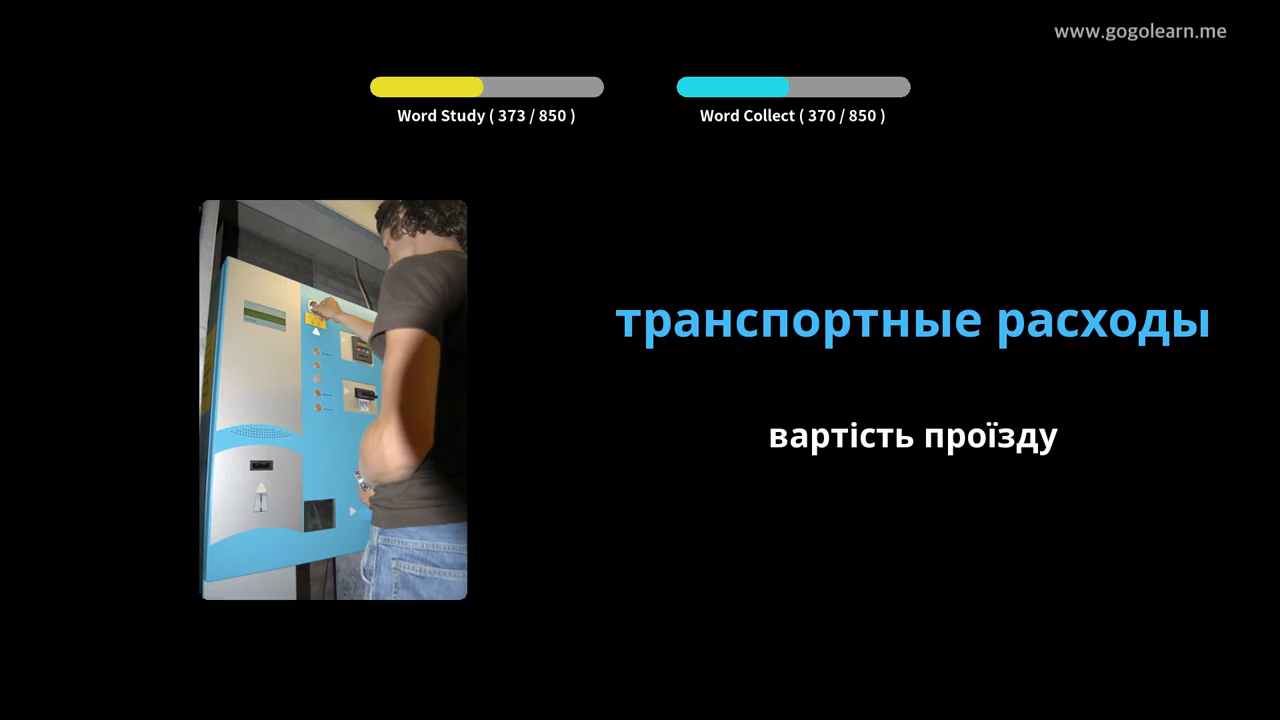 www.gogolearn.me
Word Study ( 373 / 850 )
Word Collect ( 370 / 850 )
транспортные расходы
вартість проїзду